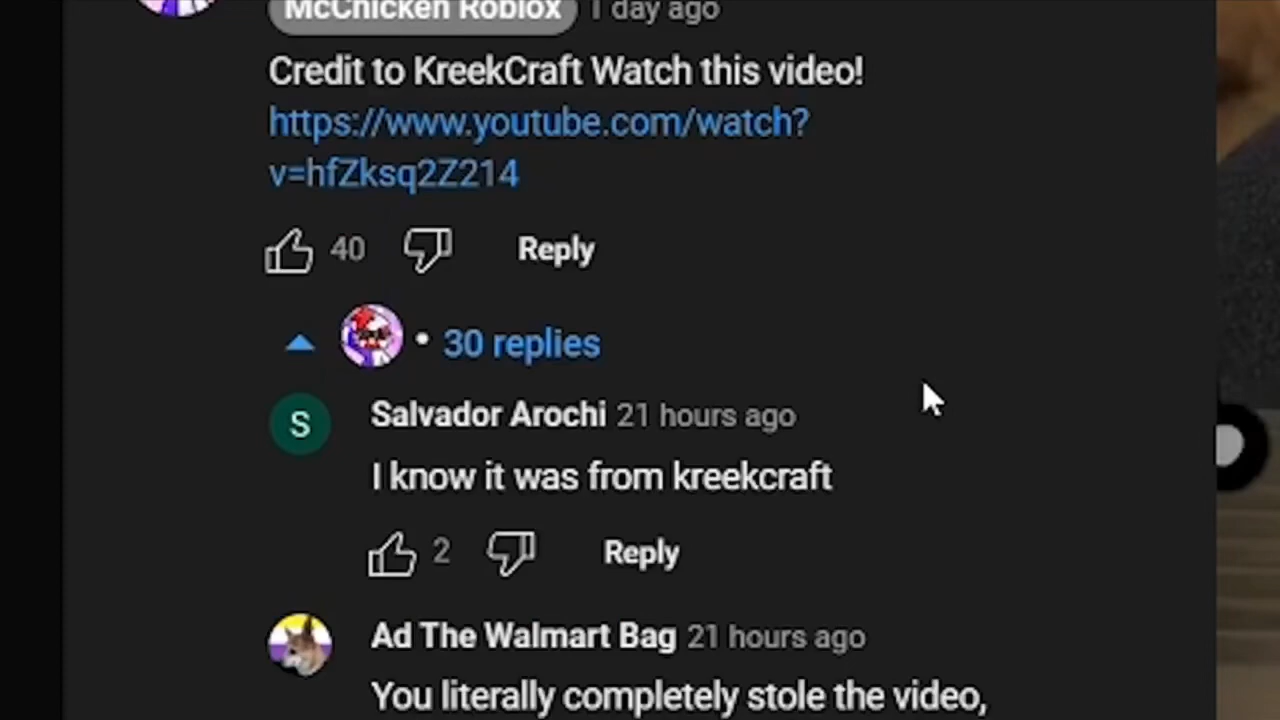 McChicken Roblox 1 day ago
Credit to KreekCraft Watch this video!
https://www.youtube.com/watch?
v=hfZksq2Z214
40 Reply
• 30 replies
S Salvador Arochi 21 hours ago
I know it was from kreekcraft
2 Reply
Ad The Walmart Bag 21 hours ago
You literally completely stole the video,